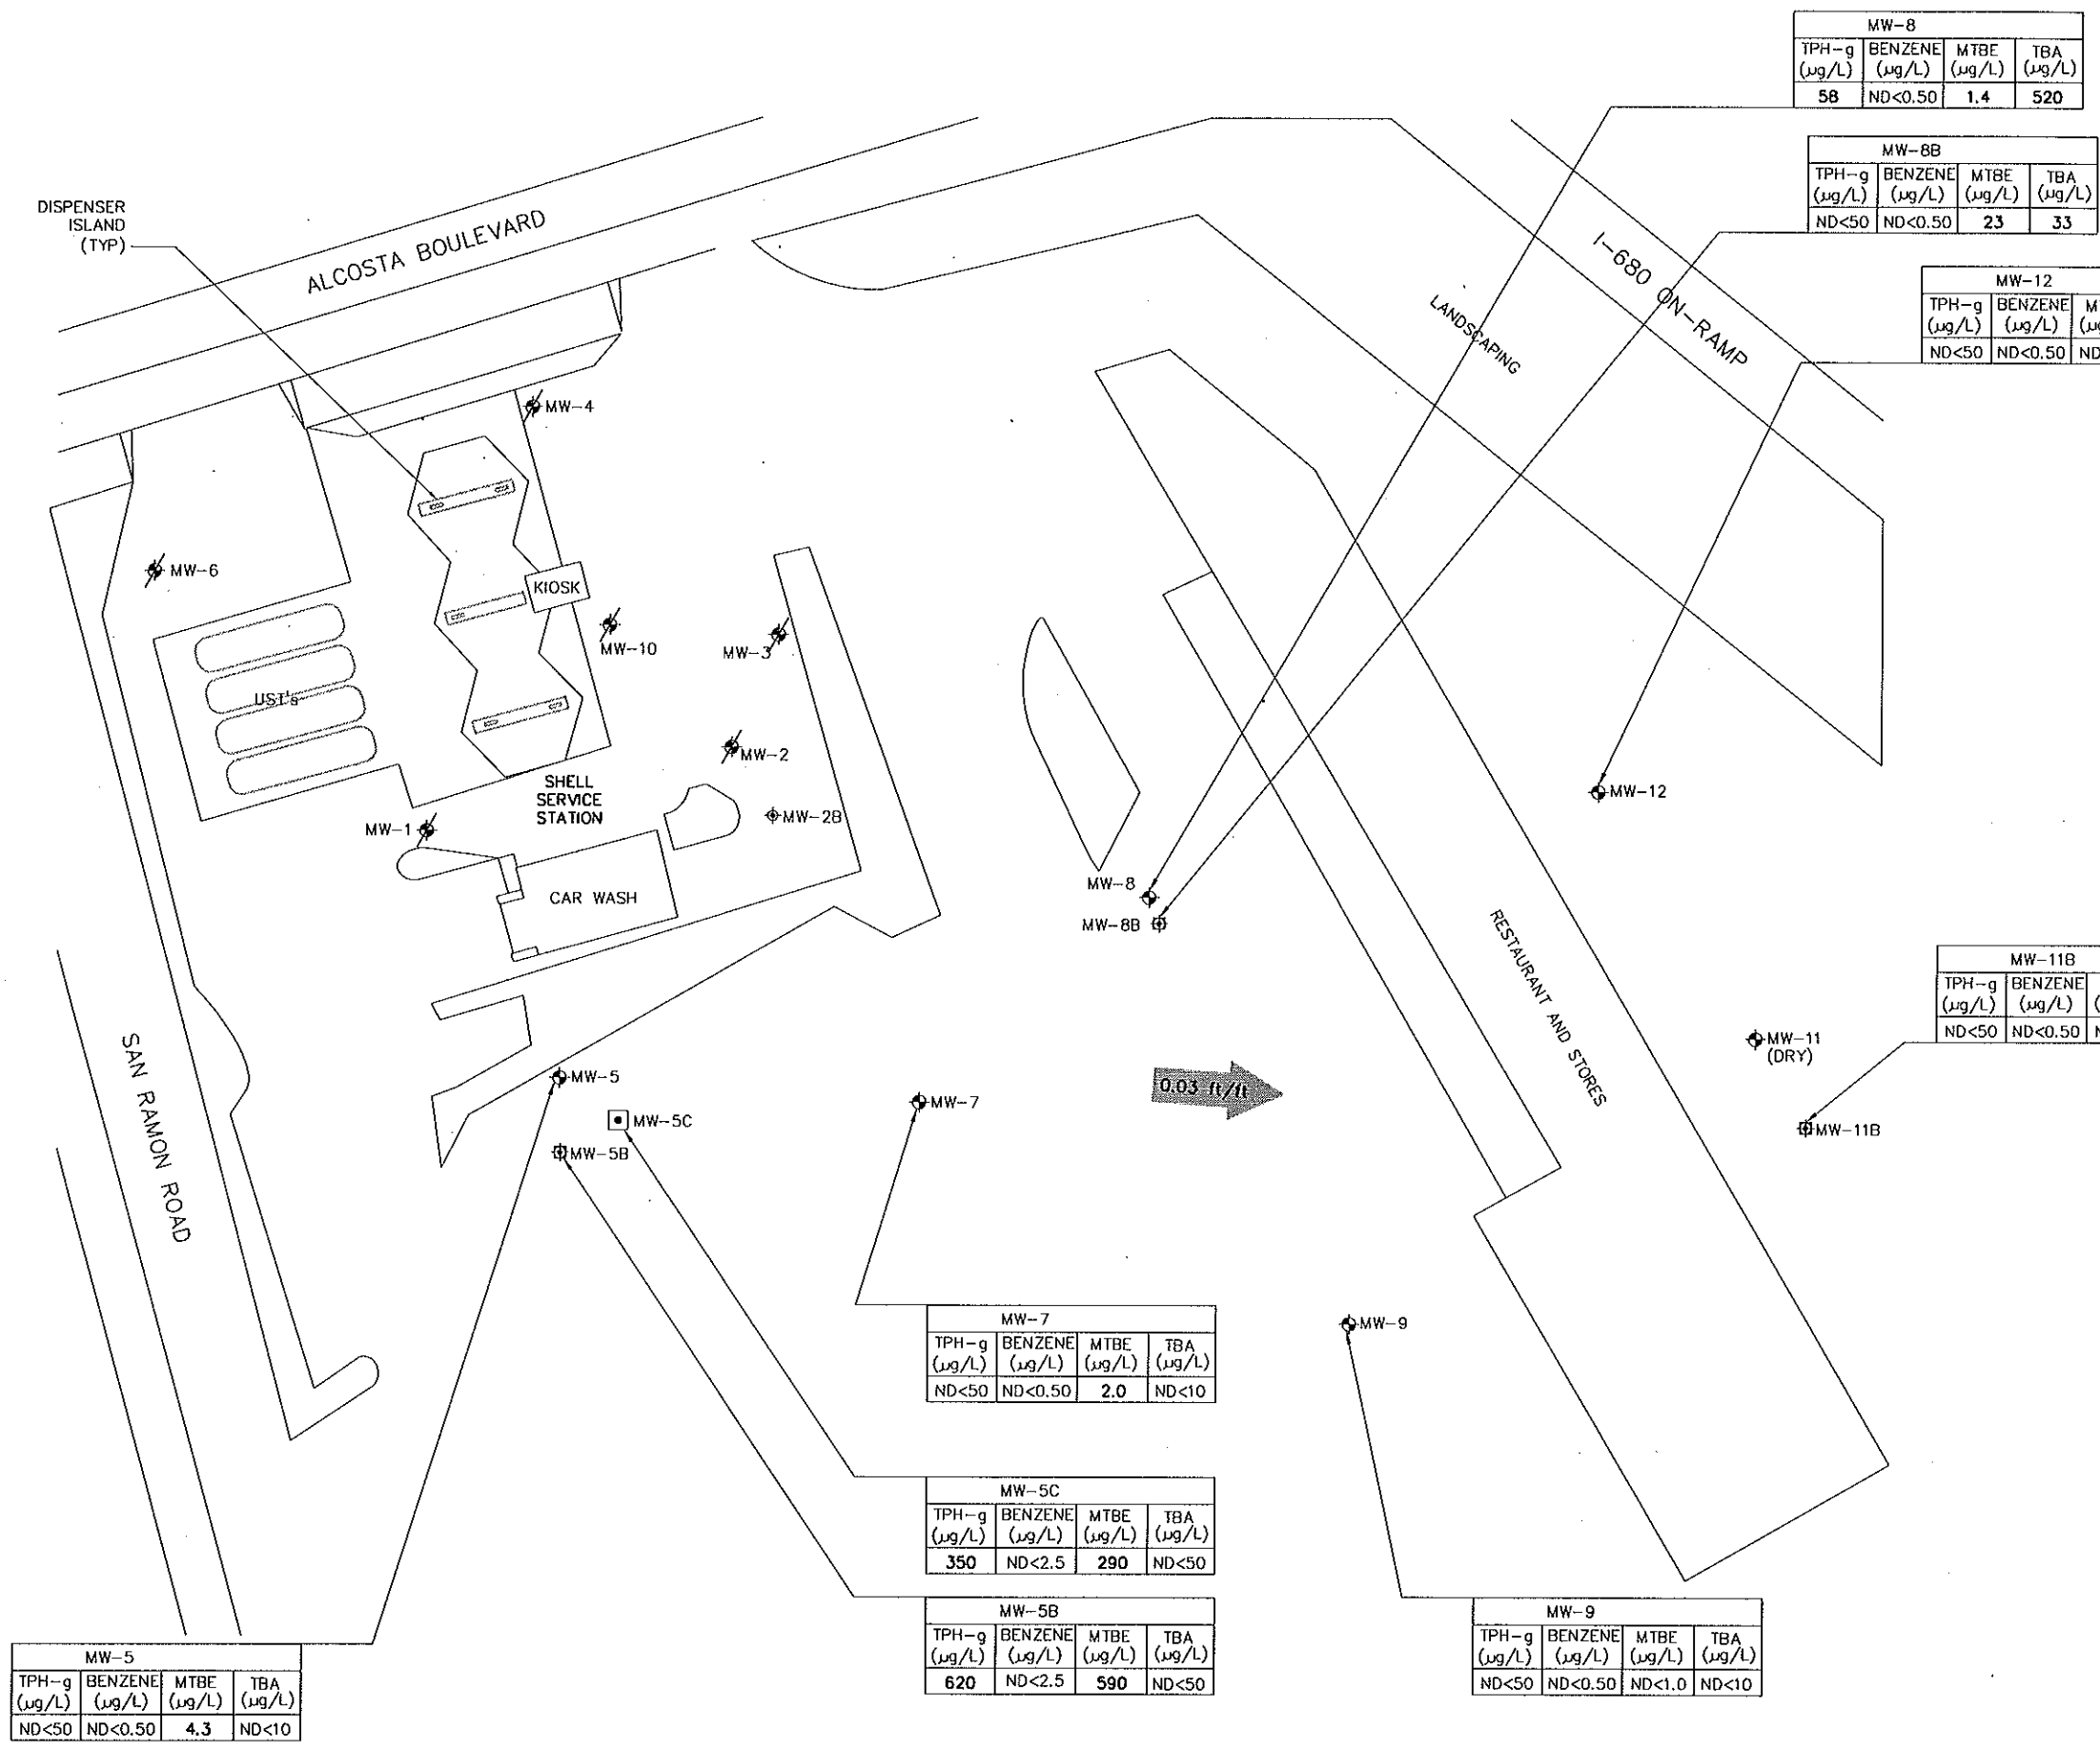 MW-8
TPH-g BENZENE MTBE TBA
(µg/L) (µg/L) (µg/L) (µg/L)
58 ND<0.50 1.4 520
MW-8B
TPH-g BENZENE MTBE TBA
(µg/L) (µg/L) (µg/L) (µg/L)
ND<50 ND<0.50 23 33
MW-12
TPH-g BENZENE
(µg/L) (µg/L)
ND<50 ND<0.50 ND
DISPENSER
ISLAND
(TYP)
ALCOSTA BOULEVARD
I-680 ON-RAMP
LANDSCAPING
MW-4
MW-6
KIOSK
MW-10
MW-3
UST's
MW-2
SHELL
SERVICE
STATION
MW-1
MW-2B
CAR WASH
MW-12
MW-8
MW-8B
RESTAURANT AND STORES
MW-11B
TPH-g BENZENE
(µg/L) (µg/L)
ND<50 ND<0.50
MW-11
(DRY)
MW-11B
SAN RAMON ROAD
MW-5
MW-5C
MW-5B
MW-7
0.03 ft/ft
MW-9
MW-7
TPH-g BENZENE MTBE TBA
(µg/L) (µg/L) (µg/L) (µg/L)
ND<50 ND<0.50 2.0 ND<10
MW-5C
TPH-g BENZENE MTBE TBA
(µg/L) (µg/L) (µg/L) (µg/L)
350 ND<2.5 290 ND<50
MW-5B
TPH-g BENZENE MTBE TBA
(µg/L) (µg/L) (µg/L) (µg/L)
620 ND<2.5 590 ND<50
MW-9
TPH-g BENZENE MTBE TBA
(µg/L) (µg/L) (µg/L) (µg/L)
ND<50 ND<0.50 ND<1.0 ND<10
MW-5
TPH-g BENZENE MTBE TBA
(µg/L) (µg/L) (µg/L) (µg/L)
ND<50 ND<0.50 4.3 ND<10